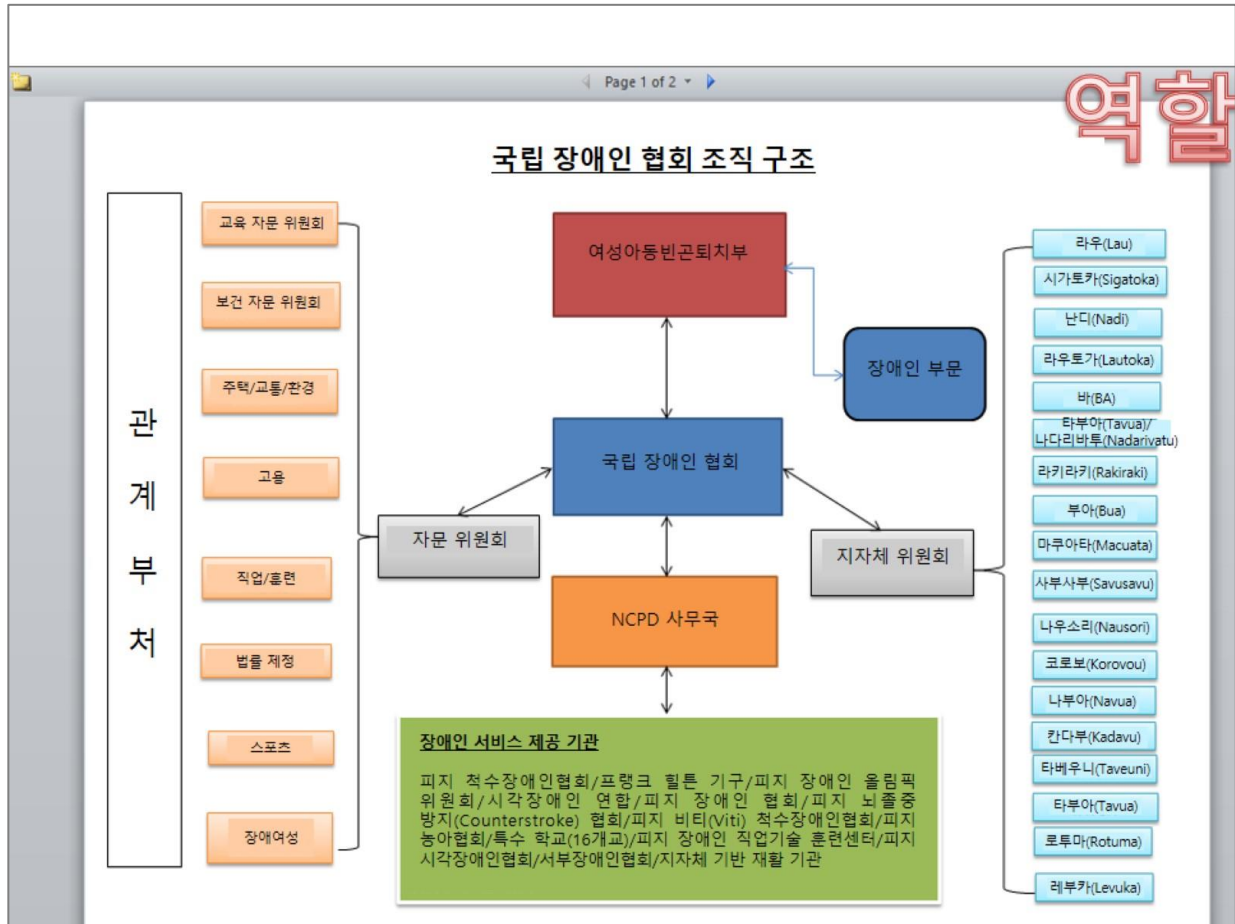 Page 1 of 2
역할
국립 장애인 협회 조직 구조
관
계
부
처
교육 자문 위원회
보건 자문 위원회
주택/교통/환경
고용
직업/훈련
법률 제정
스포츠
장애여성
자문 위원회
여성아동빈곤퇴치부
장애인 부문
국립 장애인 협회
NCPD 사무국
지자체 위원회
장애인 서비스 제공 기관
피지 척수장애인협회/프랭크 힐튼 기구/피지 장애인 올림픽
위원회/시각장애인 연합/피지 장애인 협회/피지 뇌졸중
방지(Counterstroke) 협회/피지 비티(Viti) 척수장애인협회/피지
농아협회/특수 학교(16개교)/피지 장애인 직업기술 훈련센터/피지
시각장애인협회/서부장애인협회/지자체 기반 재활 기관
라우(Lau)
시가토카(Sigatoka)
난디(Nadi)
라우토가(Lautoka)
바(BA)
타부아(Tavua)/
나다리바투(Nadarivatu)
라키라키(Rakiraki)
부아(Bua)
마쿠아타(Macuata)
사부사부(Savusavu)
나우소리(Nausori)
코로보(Korovou)
나부아(Navua)
칸다부(Kadavu)
타베우니(Taveuni)
타부아(Tavua)
로투마(Rotuma)
레부카(Levuka)